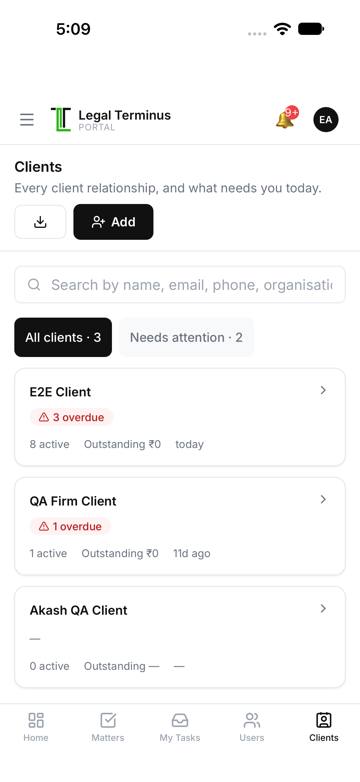 5:09
Legal Terminus
PORTAL
9+
EA
Clients
Every client relationship, and what needs you today.
Add
Search by name, email, phone, organisati
All clients · 3
Needs attention · 2
E2E Client
3 overdue
8 active Outstanding ₹0 today
QA Firm Client
1 overdue
1 active Outstanding ₹0 11d ago
Akash QA Client
—
0 active Outstanding — —
Home Matters My Tasks Users Clients